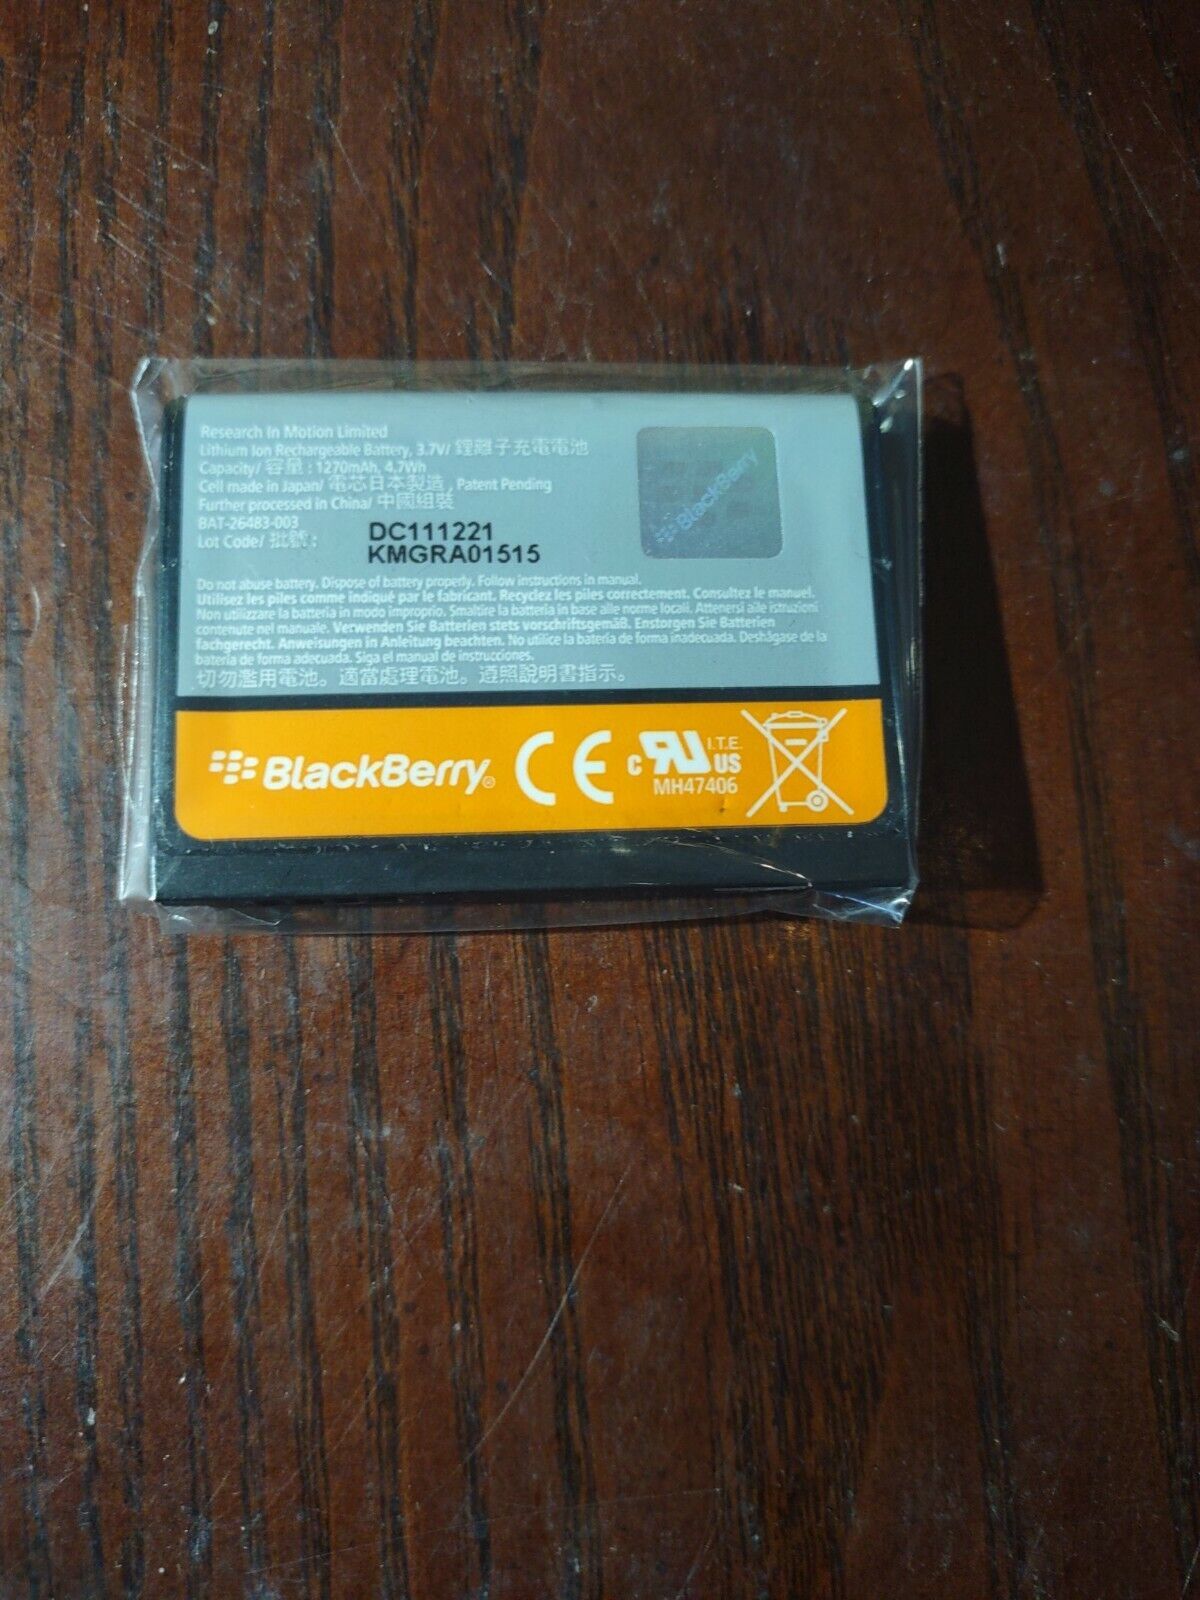 Research In Motion Limited
Lithium Ion Rechargeable Battery, 3.7V/ 鋰離子充電電池
Capacity/ 容量 : 1270mAh, 4.7Wh
Cell made in Japan/ 電芯日本製造 , Patent Pending
Further processed in China/ 中國組裝
BAT-26483-003
Lot Code/ 批號 :
DC111221
KMGRA01515
BlackBerry
Do not abuse battery. Dispose of battery properly. Follow instructions in manual.
Utilisez les piles comme indiqué par le fabricant. Recyclez les piles correctement. Consultez le manuel.
Non utilizzare la batteria in modo improprio. Smaltire la batteria in base alle norme locali. Attenersi alle istruzioni
contenute nel manuale. Verwenden Sie Batterien stets vorschriftsgemäß. Enstorgen Sie Batterien
fachgerecht. Anweisungen in Anleitung beachten. No utilice la batería de forma inadecuada. Deshágase de la
batería de forma adecuada. Siga el manual de instrucciones.
切勿濫用電池。適當處理電池。遵照說明書指示。
BlackBerry® CE c RU US I.T.E.
MH47406